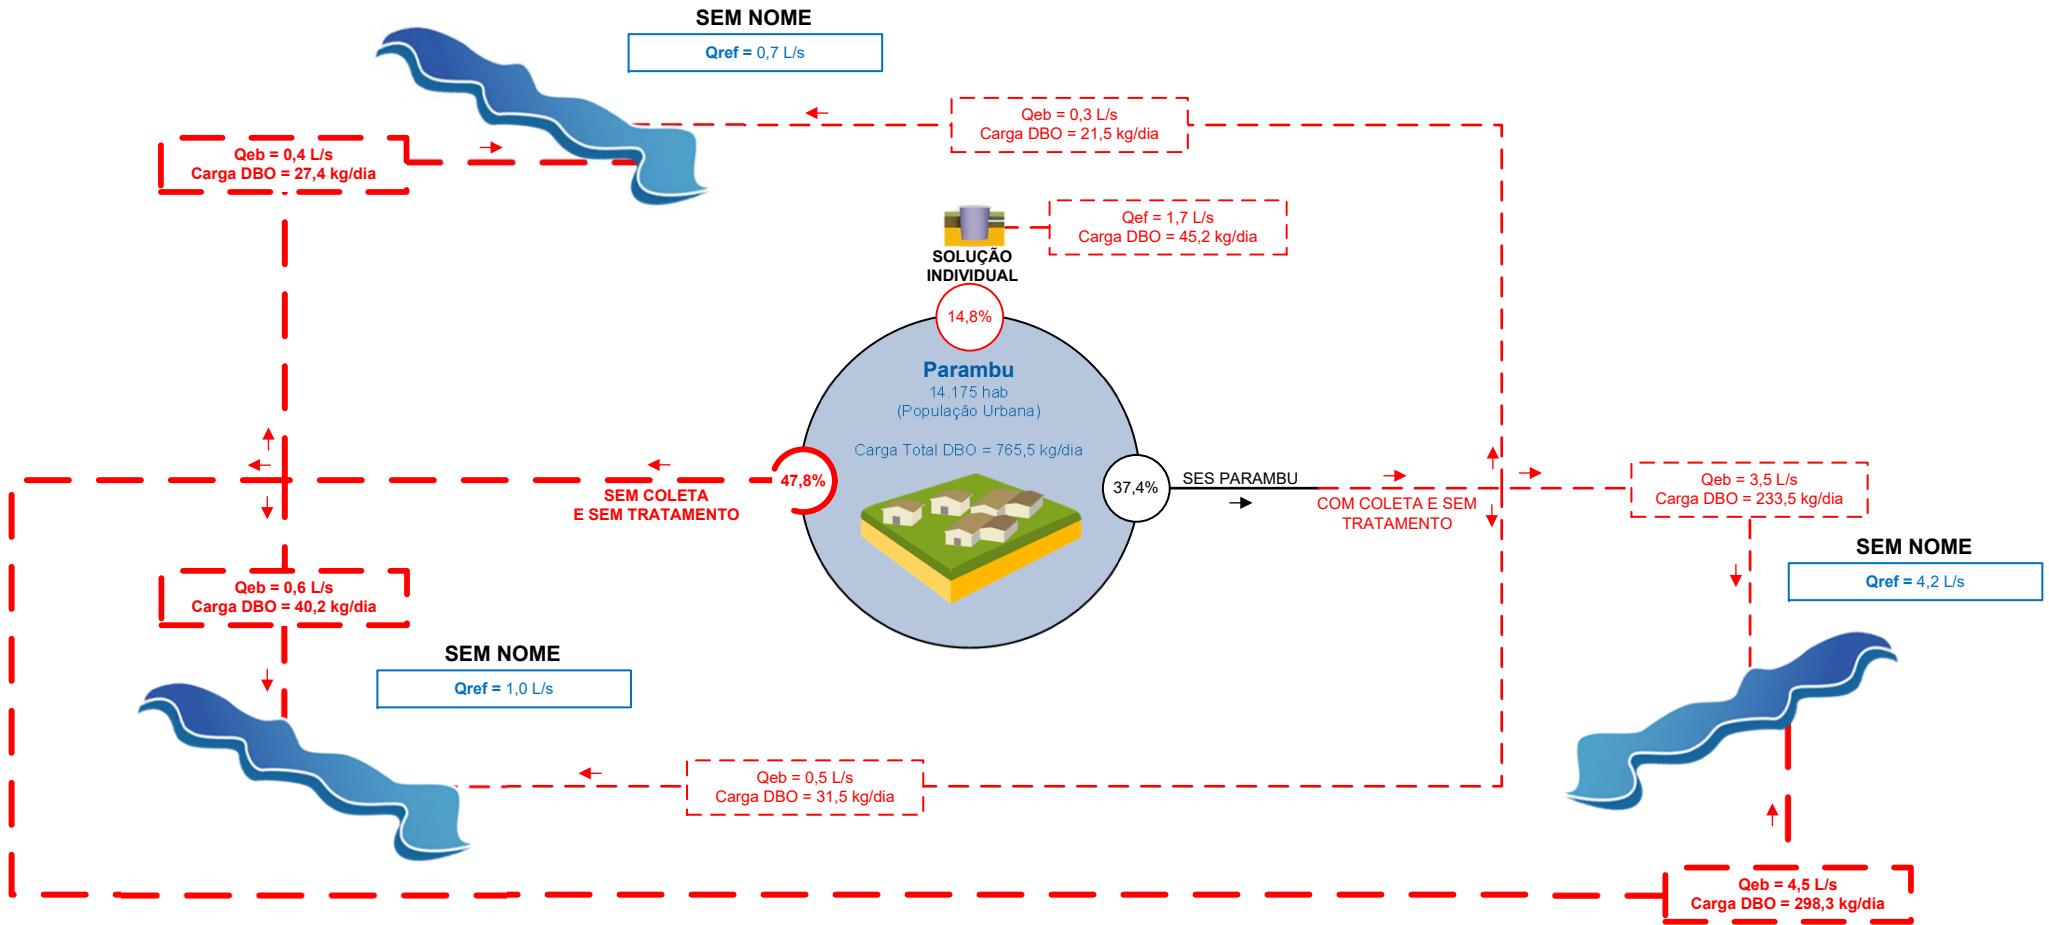 SEM NOME
Qref = 0,7 L/s
Qeb = 0,3 L/s
Carga DBO = 21,5 kg/dia
Qeb = 0,4 L/s
Carga DBO = 27,4 kg/dia
Qef = 1,7 L/s
Carga DBO = 45,2 kg/dia
SOLUÇÃO
INDIVIDUAL
14,8%
Parambu
14.175 hab
(População Urbana)
Carga Total DBO = 765,5 kg/dia
47,8%
SEM COLETA
E SEM TRATAMENTO
37,4%
SES PARAMBU
COM COLETA E SEM
TRATAMENTO
Qeb = 3,5 L/s
Carga DBO = 233,5 kg/dia
SEM NOME
Qref = 4,2 L/s
Qeb = 0,6 L/s
Carga DBO = 40,2 kg/dia
SEM NOME
Qref = 1,0 L/s
Qeb = 0,5 L/s
Carga DBO = 31,5 kg/dia
Qeb = 4,5 L/s
Carga DBO = 298,3 kg/dia